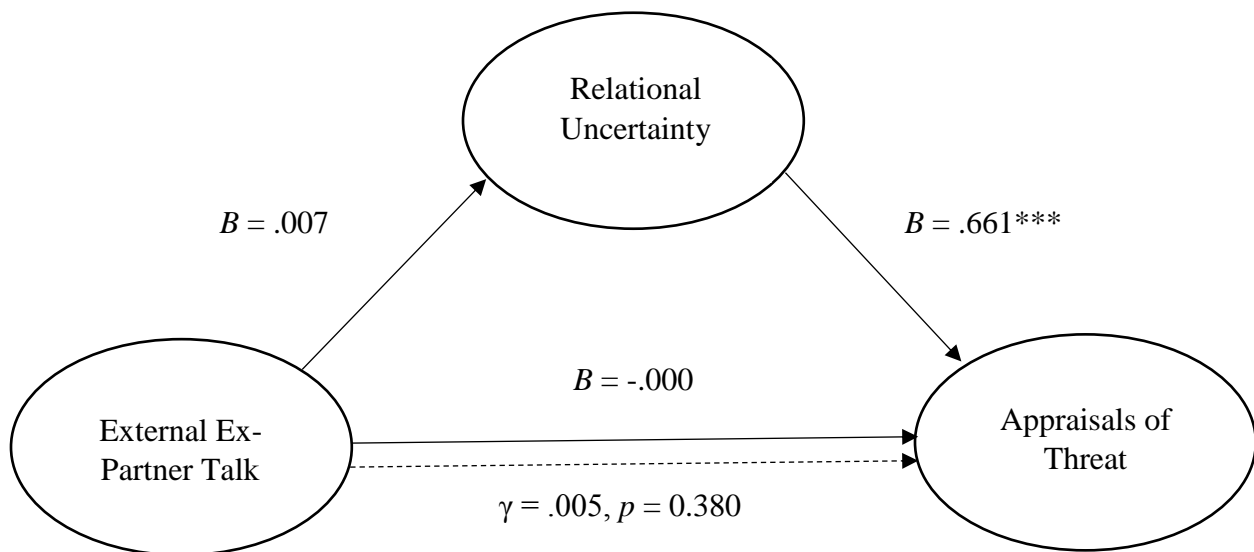 Relational
Uncertainty
B = .007
B = .661***
B = -.000
External Ex-
Partner Talk
Appraisals of
Threat
γ = .005, p = 0.380